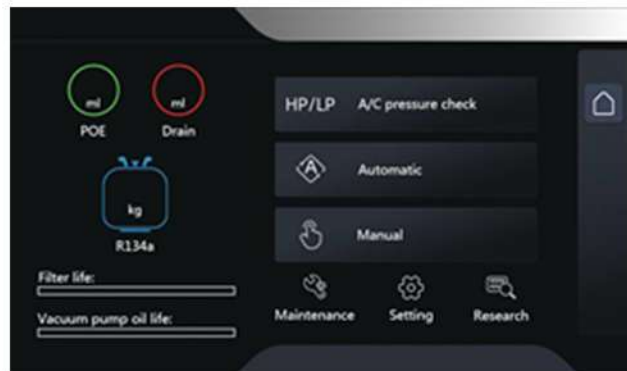 ml
ml
POE
Drain
kg
R134a
Filter life:
Vacuum pump oil life:
HP/LP A/C pressure check
A Automatic
Manual
Maintenance
Setting
Research